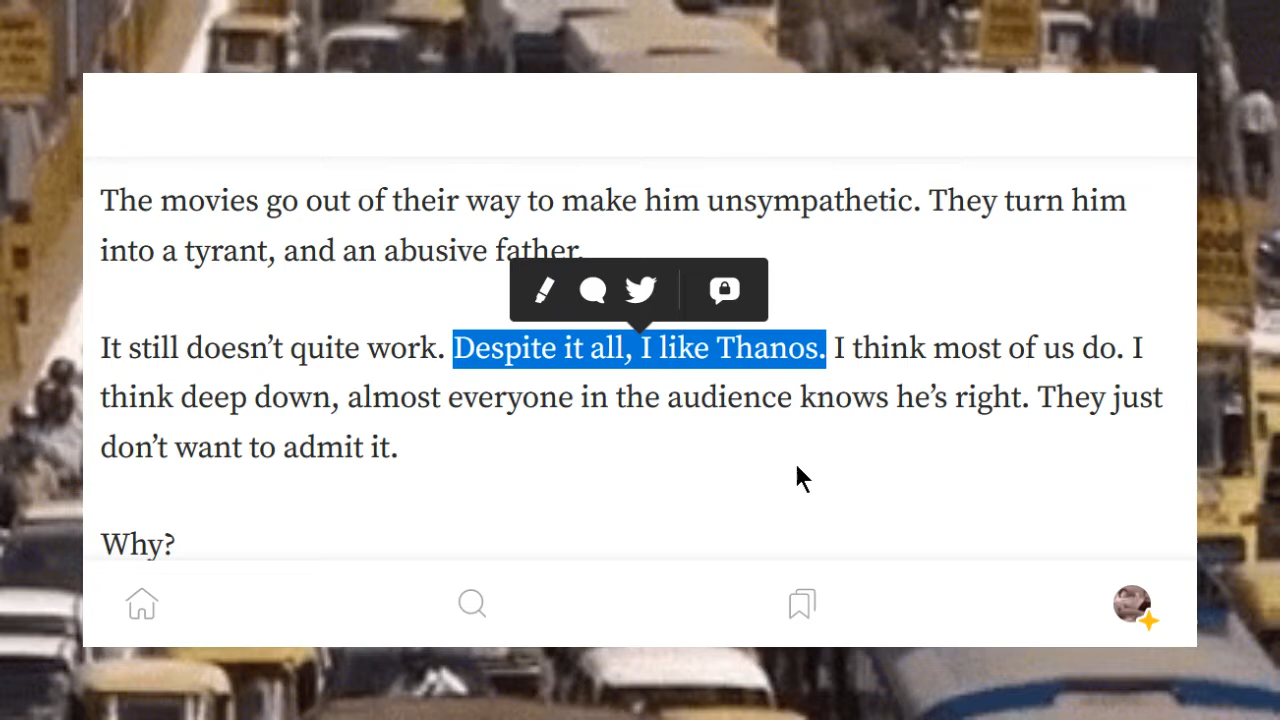 The movies go out of their way to make him unsympathetic. They turn him
into a tyrant, and an abusive father.
It still doesn’t quite work. Despite it all, I like Thanos. I think most of us do. I
think deep down, almost everyone in the audience knows he’s right. They just
don’t want to admit it.
Why?